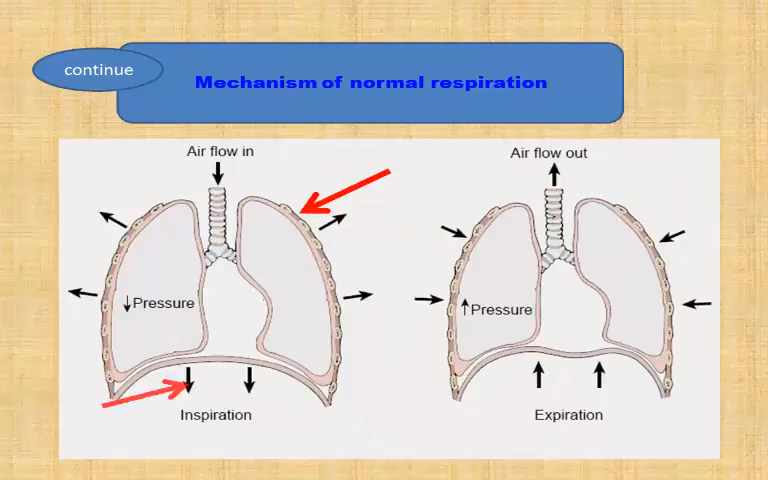 continue
Mechanism of normal respiration
Air flow in
Air flow out
↓Pressure
↑Pressure
Inspiration
Expiration